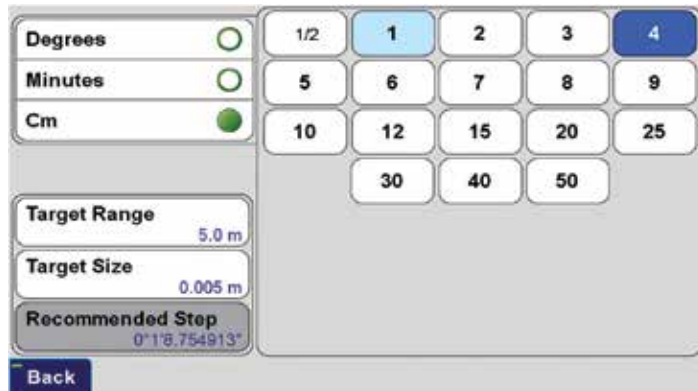 Degrees
Minutes
Cm
1/2 1 2 3 4
5 6 7 8 9
10 12 15 20 25
30 40 50
Target Range
5.0 m
Target Size
0.005 m
Recommended Step
0°1'8.754913"
Back